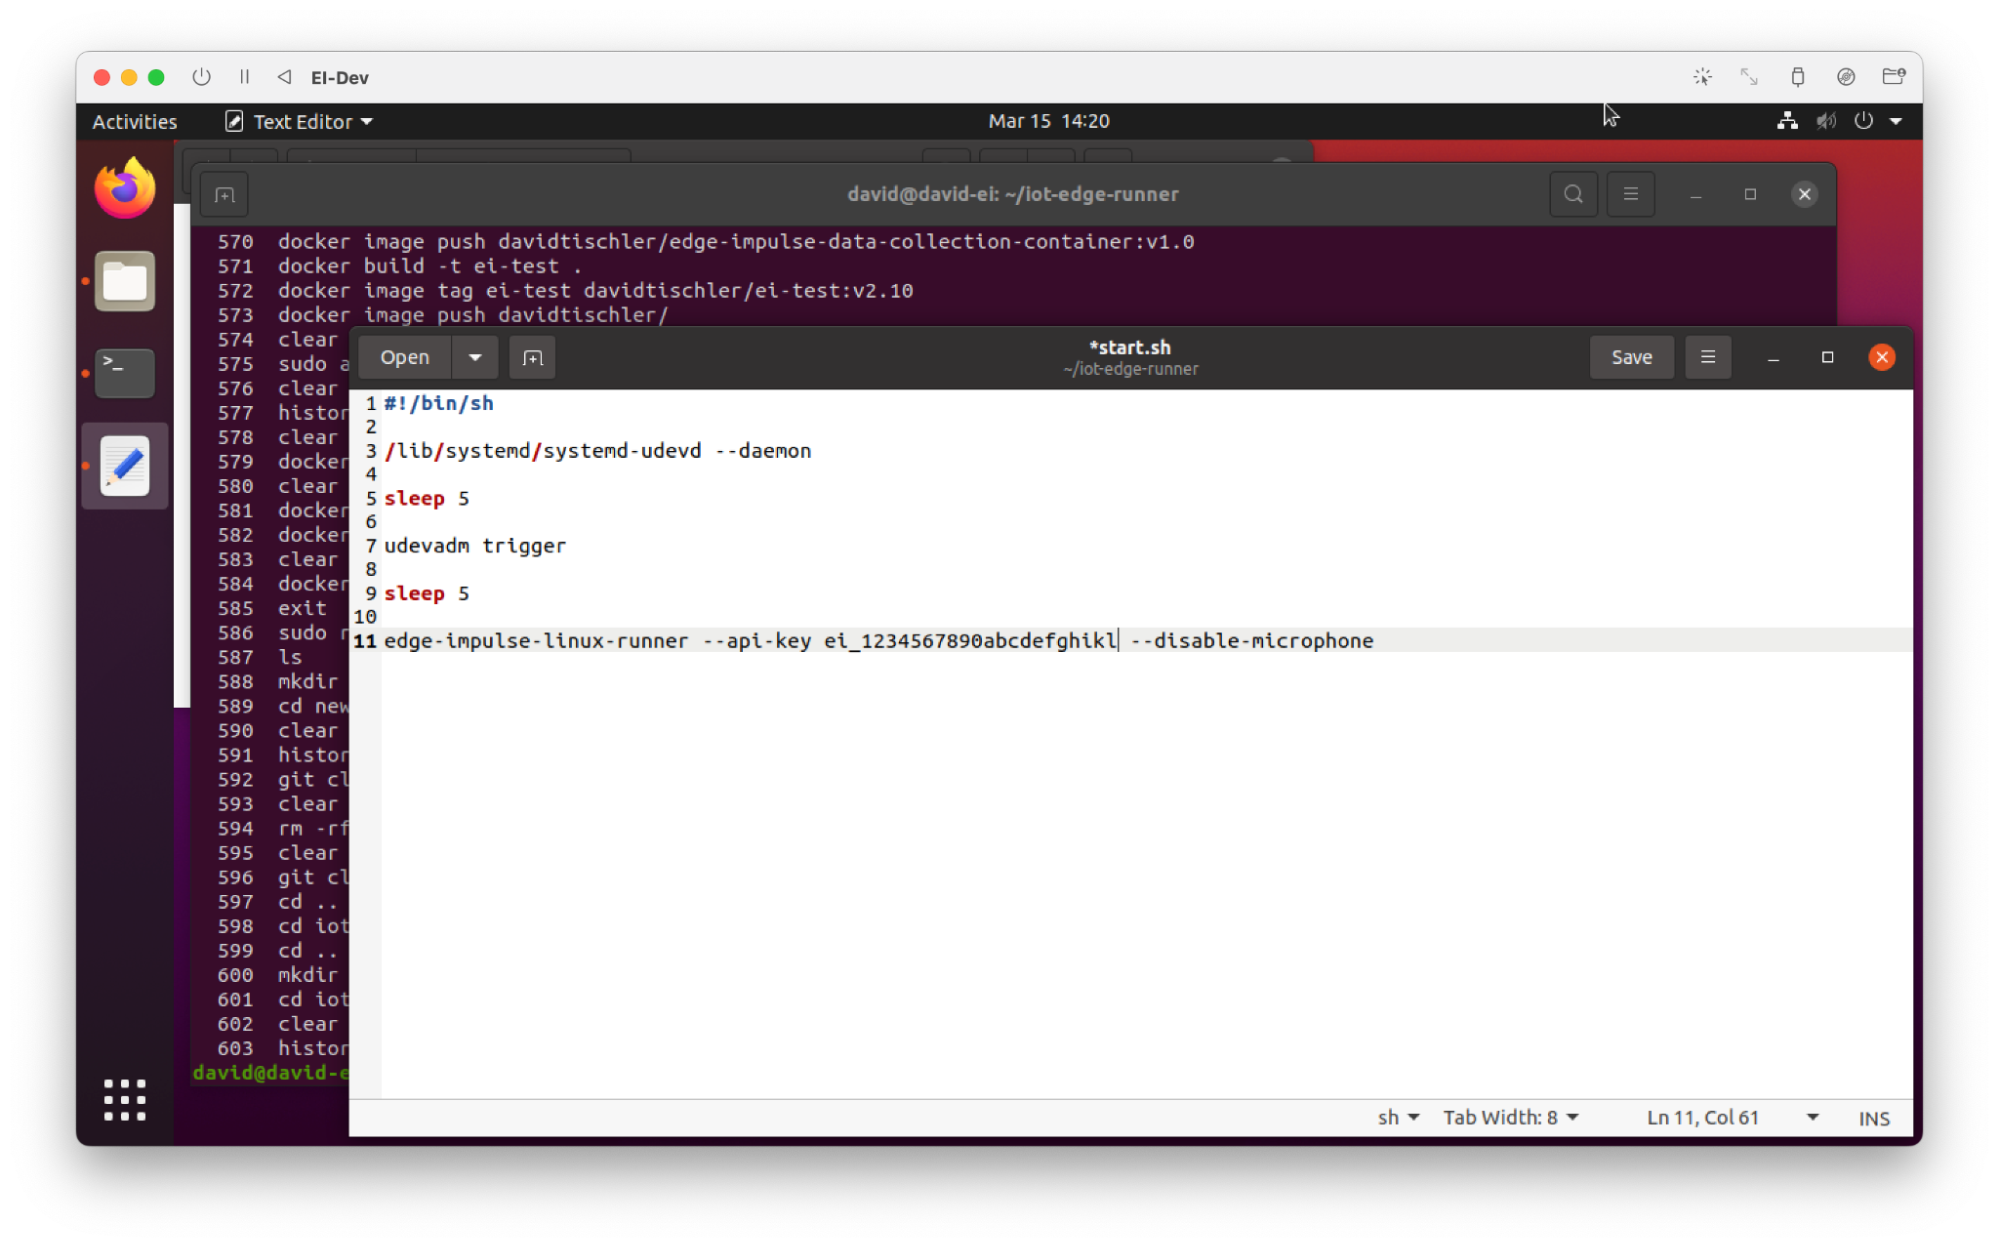 EI-Dev
Activities Text Editor Mar 15 14:20
david@david-ei: ~/iot-edge-runner
570 docker image push davidtischler/edge-impulse-data-collection-container:v1.0
571 docker build -t ei-test .
572 docker image tag ei-test davidtischler/ei-test:v2.10
573 docker image push davidtischler/
574 clear
575 sudo a
576 clear
577 histor
578 clear
579 docker
580 clear
581 docker
582 docker
583 clear
584 docker
585 exit
586 sudo r
587 ls
588 mkdir
589 cd new
590 clear
591 histor
592 git cl
593 clear
594 rm -rf
595 clear
596 git cl
597 cd ..
598 cd iot
599 cd ..
600 mkdir
601 cd iot
602 clear
603 histor
david@david-e
Open *start.sh Save
~/iot-edge-runner
1 #!/bin/sh
2
3 /lib/systemd/systemd-udevd --daemon
4
5 sleep 5
6
7 udevadm trigger
8
9 sleep 5
10
11 edge-impulse-linux-runner --api-key ei_1234567890abcdefghikl --disable-microphone
sh Tab Width: 8 Ln 11, Col 61 INS